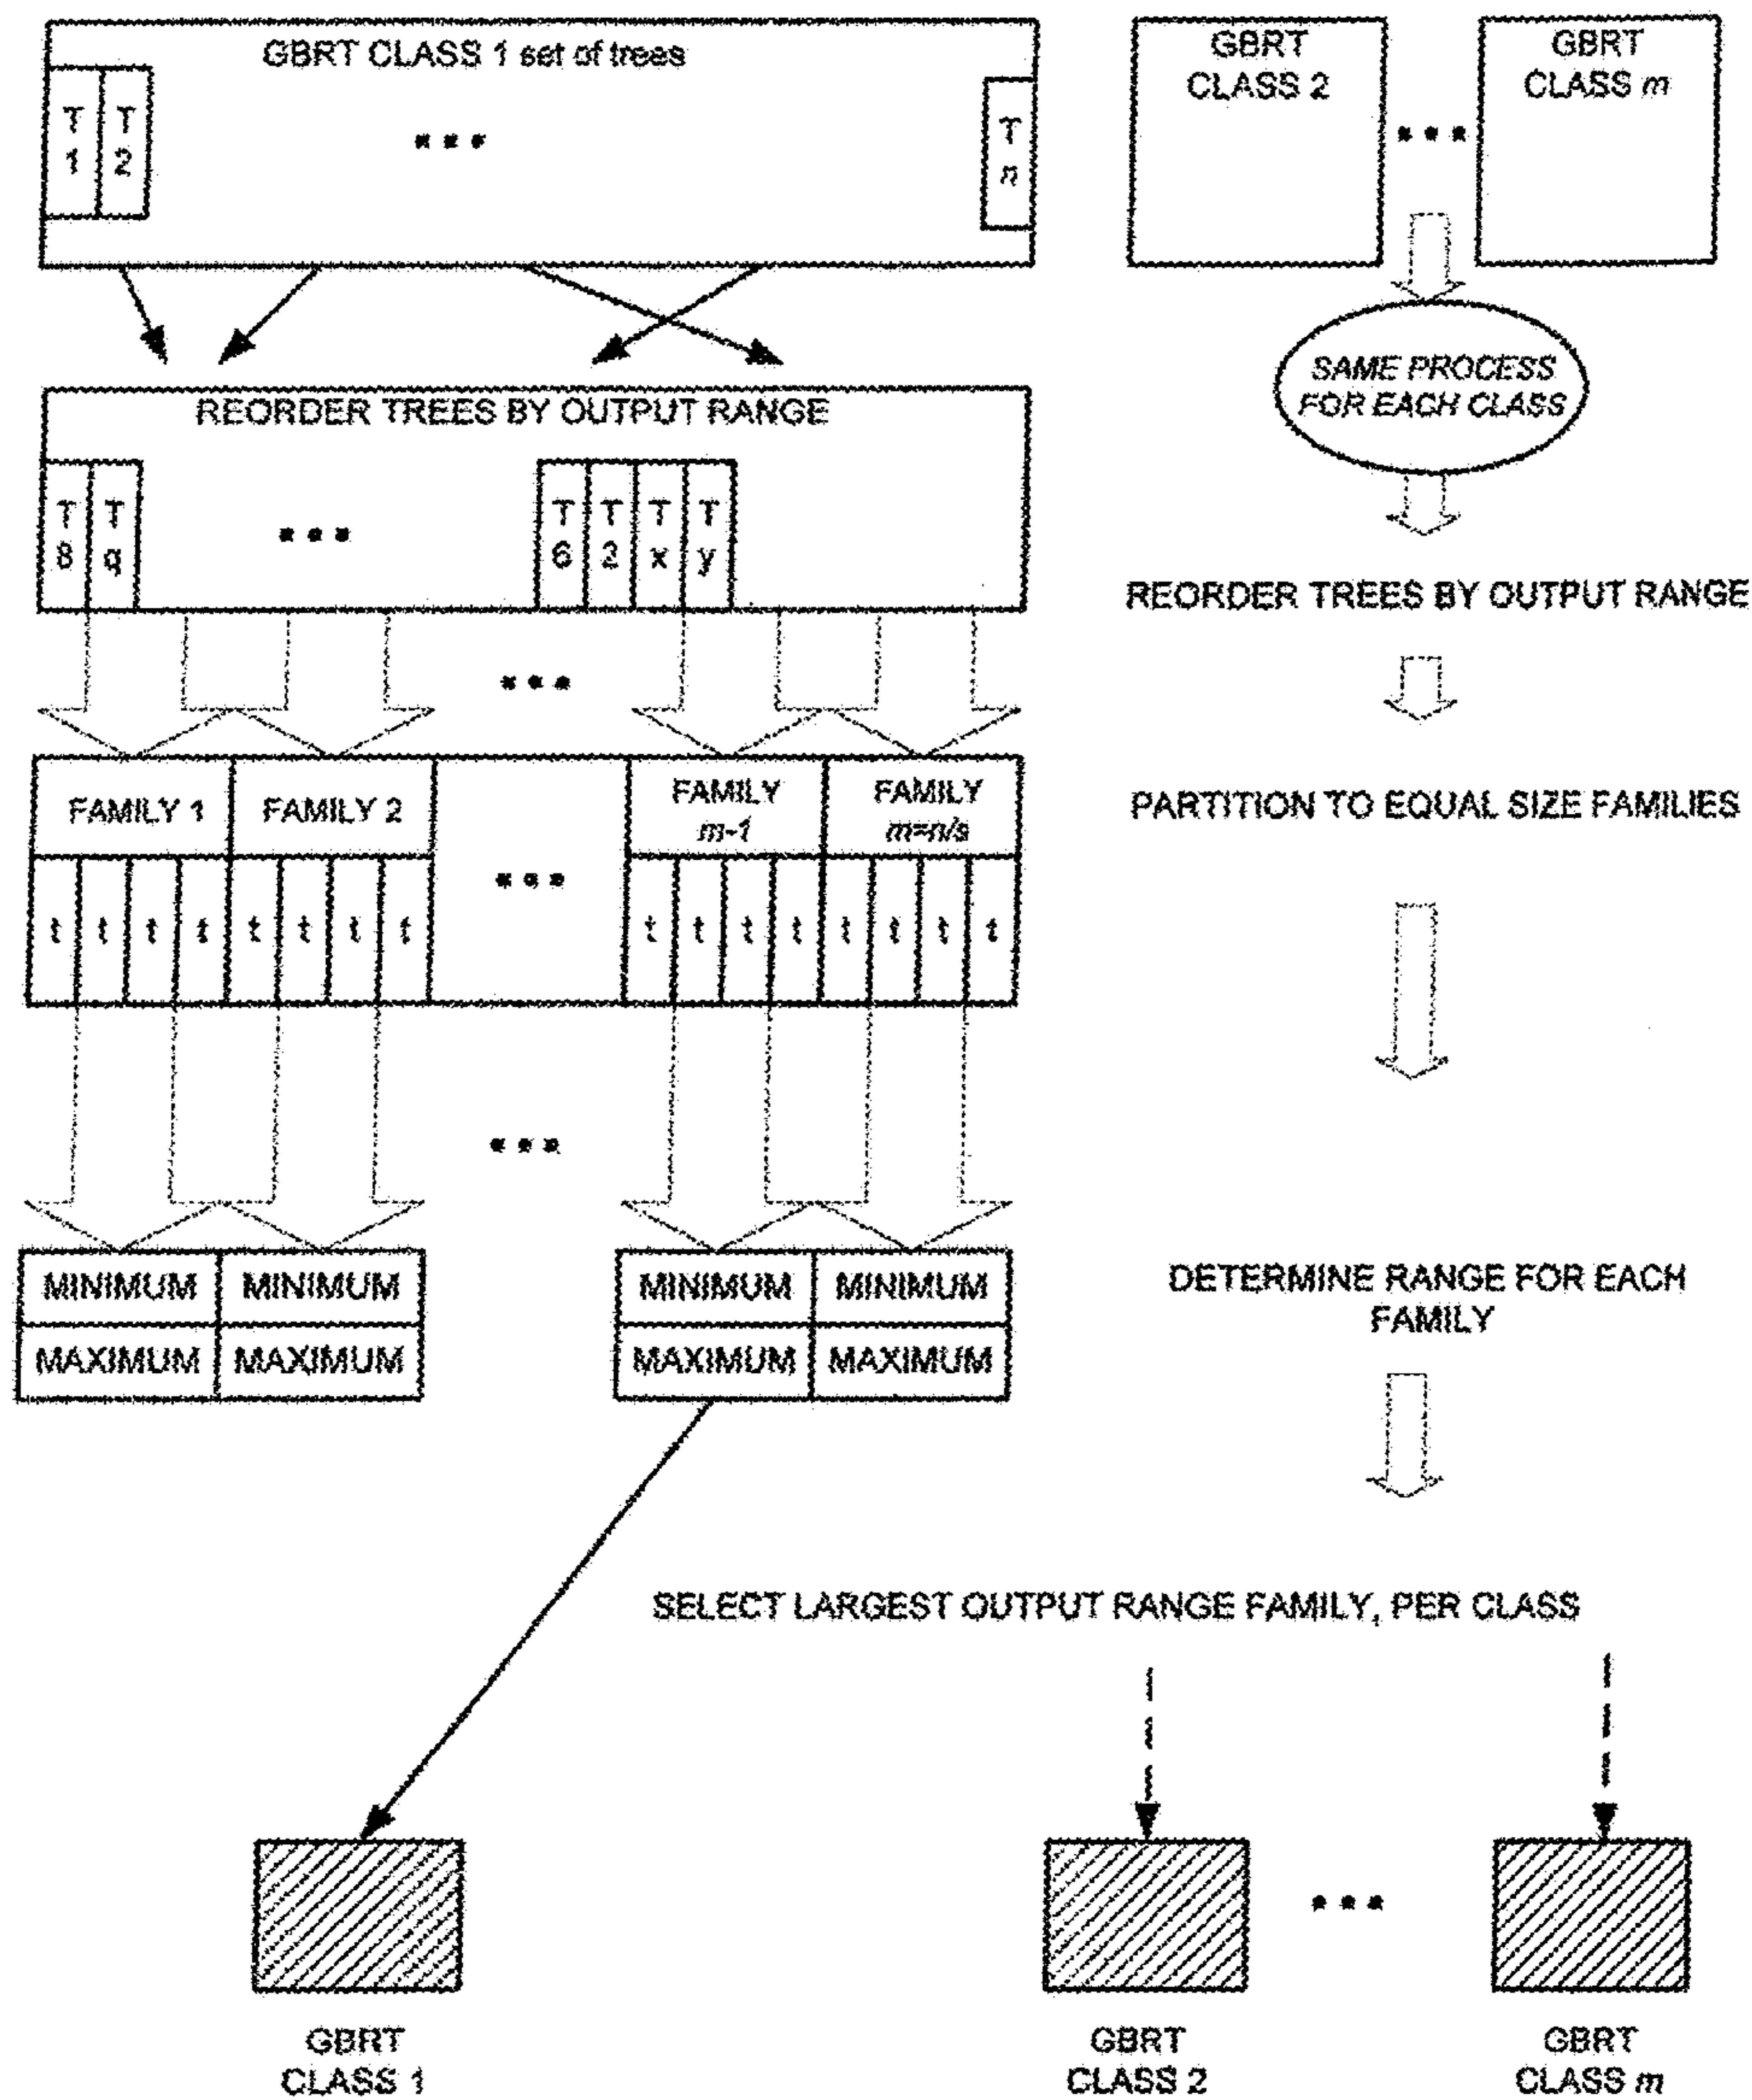 GBRT CLASS 1 set of trees
T 1
T 2
...
T n
GBRT
CLASS 2
...
GBRT
CLASS m
SAME PROCESS
FOR EACH CLASS
REORDER TREES BY OUTPUT RANGE
T 8
T q
...
T 6
T 2
T x
T y
REORDER TREES BY OUTPUT RANGE
...
FAMILY 1
FAMILY 2
...
FAMILY
m-1
FAMILY
m=n/s
t t t t t t t t
t t t t t t t t
PARTITION TO EQUAL SIZE FAMILIES
...
MINIMUM MINIMUM
MAXIMUM MAXIMUM
MINIMUM MINIMUM
MAXIMUM MAXIMUM
DETERMINE RANGE FOR EACH
FAMILY
SELECT LARGEST OUTPUT RANGE FAMILY, PER CLASS
...
GBRT
CLASS 1
GBRT
CLASS 2
GBRT
CLASS m